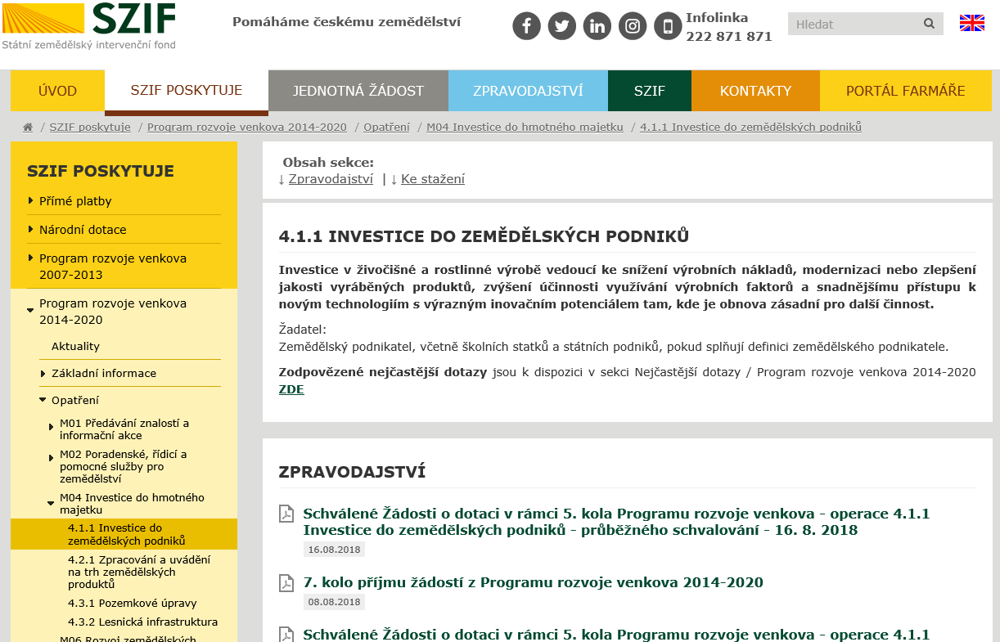 SZIF
Státní zemědělský intervenční fond
Pomáháme českému zemědělství
Infolinka
222 871 871
Hledat
ÚVOD
SZIF POSKYTUJE
JEDNOTNÁ ŽÁDOST
ZPRAVODAJSTVÍ
SZIF
KONTAKTY
PORTÁL FARMÁŘE
/ SZIF poskytuje / Program rozvoje venkova 2014-2020 / Opatření / M04 Investice do hmotného majetku / 4.1.1 Investice do zemědělských podniků
SZIF POSKYTUJE
Přímé platby
Národní dotace
Program rozvoje venkova
2007-2013
Program rozvoje venkova
2014-2020
Aktuality
Základní informace
Opatření
M01 Předávání znalostí a
informační akce
M02 Poradenské, řídicí a
pomocné služby pro
zemědělství
M04 Investice do hmotného
majetku
4.1.1 Investice do
zemědělských podniků
4.2.1 Zpracování a uvádění
na trh zemědělských
produktů
4.3.1 Pozemkové úpravy
4.3.2 Lesnická infrastruktura
M06 Rozvoj zemědělských
Obsah sekce:
↓ Zpravodajství | ↓ Ke stažení
4.1.1 INVESTICE DO ZEMĚDĚLSKÝCH PODNIKŮ
Investice v živočišné a rostlinné výrobě vedoucí ke snížení výrobních nákladů, modernizaci nebo zlepšení
jakosti vyráběných produktů, zvýšení účinnosti využívání výrobních faktorů a snadnějšímu přístupu k
novým technologiím s výrazným inovačním potenciálem tam, kde je obnova zásadní pro další činnost.
Žadatel:
Zemědělský podnikatel, včetně školních statků a státních podniků, pokud splňují definici zemědělského podnikatele.
Zodpovězené nejčastější dotazy jsou k dispozici v sekci Nejčastější dotazy / Program rozvoje venkova 2014-2020
ZDE
ZPRAVODAJSTVÍ
Schválené Žádosti o dotaci v rámci 5. kola Programu rozvoje venkova - operace 4.1.1
Investice do zemědělských podniků - průběžného schvalování - 16. 8. 2018
16.08.2018
7. kolo příjmu žádostí z Programu rozvoje venkova 2014-2020
08.08.2018
Schválené Žádosti o dotaci v rámci 5. kola Programu rozvoje venkova - operace 4.1.1